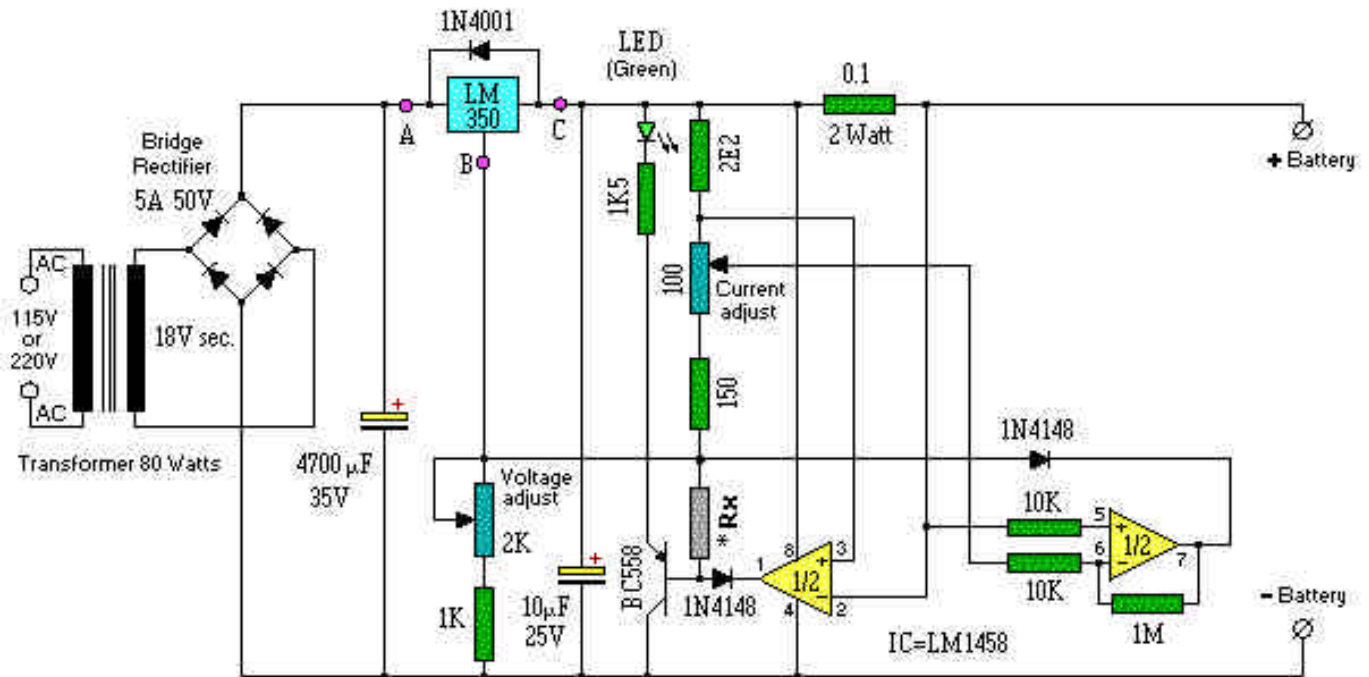 1N4001
LED
(Green)
0.1
2 Watt
LM
350
A
C
B
2E2
1K5
+ Battery
Bridge
Rectifier
5A 50V
AC
115V
or
220V
AC
18V sec.
Transformer 80 Watts
100
Current
adjust
150
4700 µF
35V
+
Voltage
adjust
2K
1K
+
10µF
25V
BC558
* Rx
1N4148
1
8
1/2
4
3
+
−
2
1N4148
10K
10K
5
+
6
−
1/2
7
1M
IC=LM1458
- Battery